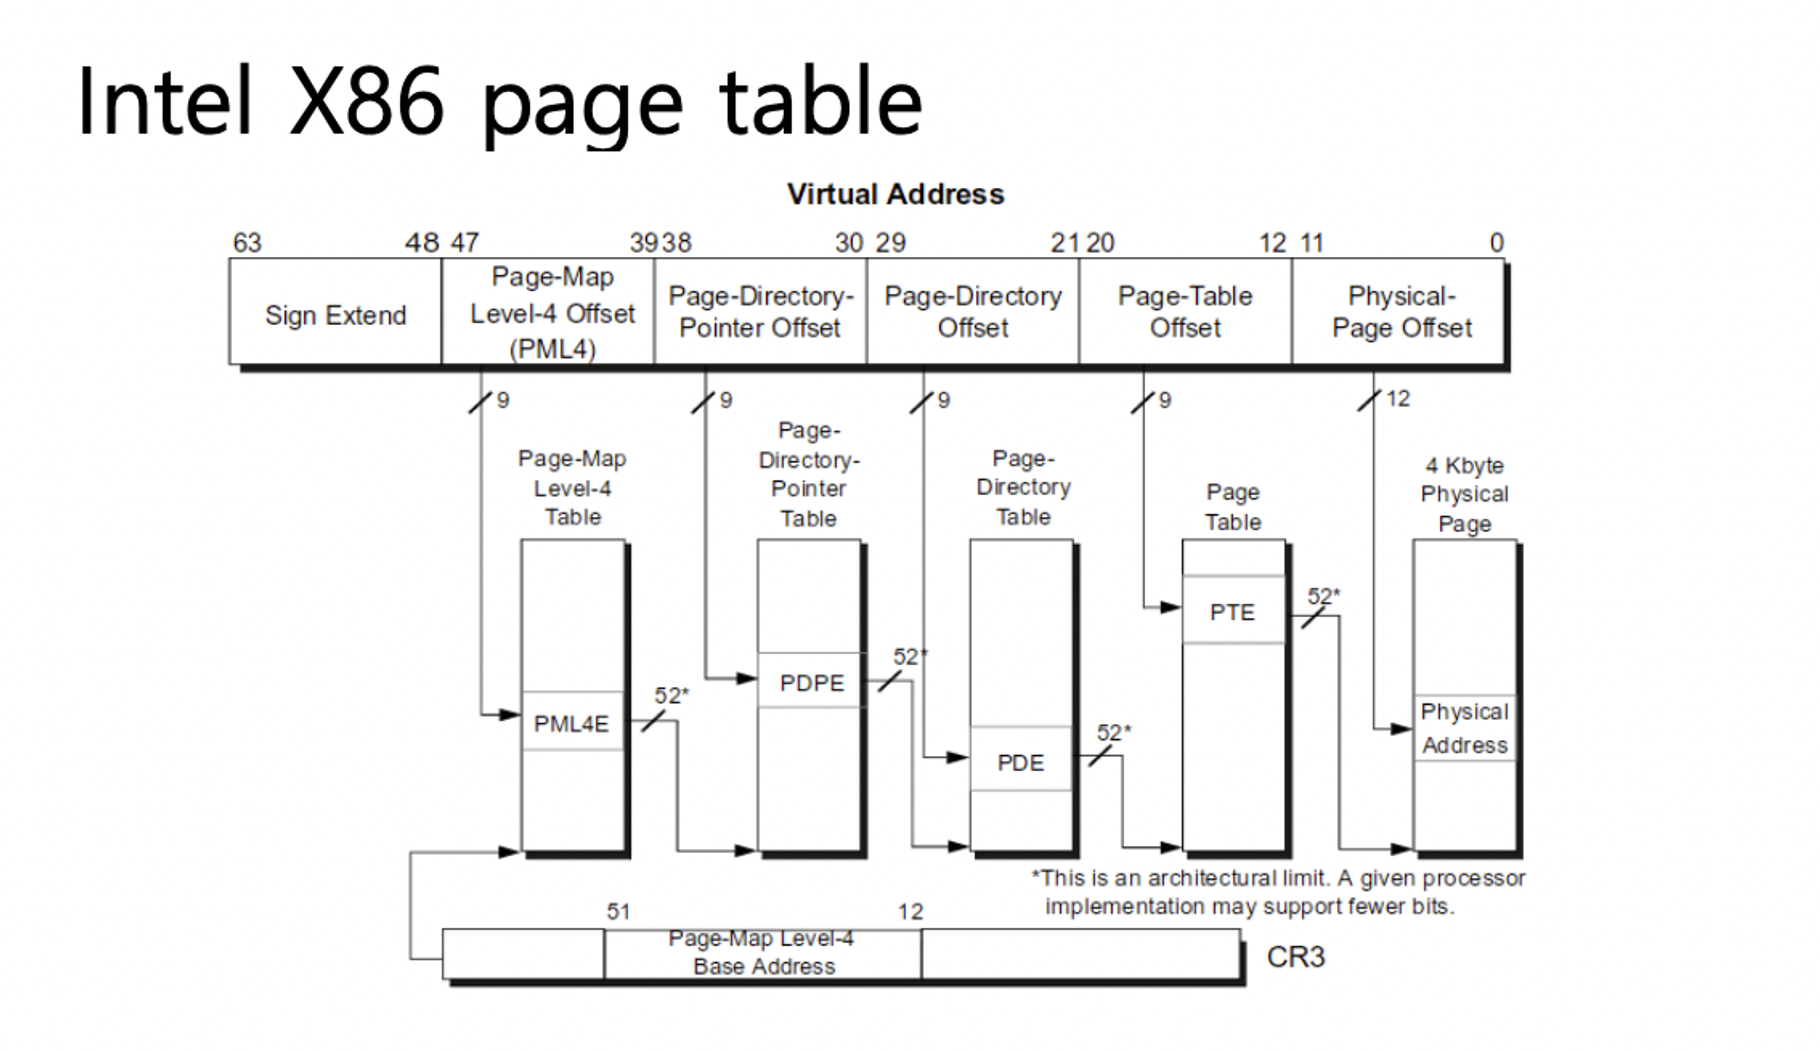 Intel X86 page table
Virtual Address
63 48 47 39 38 30 29 21 20 12 11 0
Sign Extend
Page-Map
Level-4 Offset
(PML4)
Page-Directory-
Pointer Offset
Page-Directory
Offset
Page-Table
Offset
Physical-
Page Offset
9 9 9 9 12
Page-Map
Level-4
Table
Page-
Directory-
Pointer
Table
Page-
Directory
Table
Page
Table
4 Kbyte
Physical
Page
PML4E
52*
PDPE
52*
PDE
52*
PTE
52*
Physical
Address
*This is an architectural limit. A given processor
implementation may support fewer bits.
51 12
Page-Map Level-4
Base Address
CR3